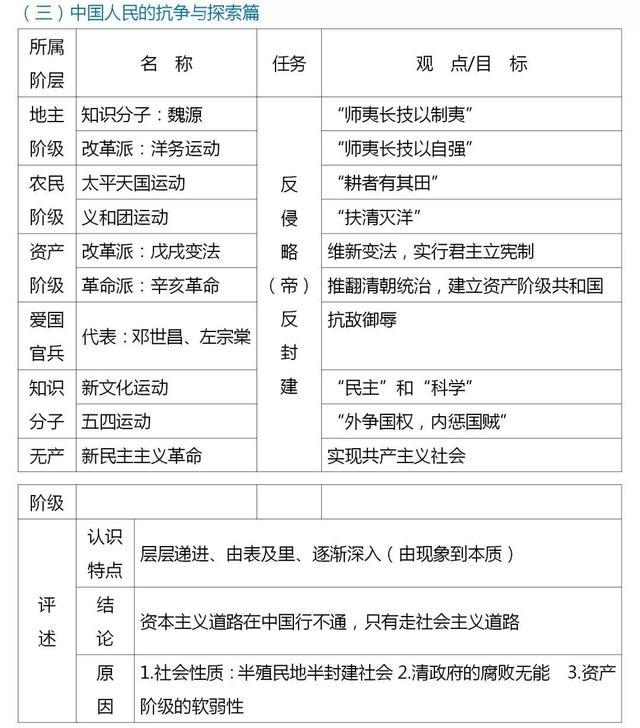 （三）中国人民的抗争与探索篇
所属阶层 名 称 任务 观 点/目 标
地主 知识分子：魏源 “师夷长技以制夷”
阶级 改革派：洋务运动 “师夷长技以自强”
农民 太平天国运动 反 “耕者有其田”
阶级 义和团运动 侵 “扶清灭洋”
资产 改革派：戊戌变法 略 维新变法，实行君主立宪制
阶级 革命派：辛亥革命 （帝） 推翻清朝统治，建立资产阶级共和国
爱国 反 抗敌御辱
官兵 代表：邓世昌、左宗棠 封
知识 新文化运动 建 “民主”和“科学”
分子 五四运动 “外争国权，内惩国贼”
无产 新民主主义革命 实现共产主义社会
阶级
评述
认识特点 层层递进、由表及里、逐渐深入（由现象到本质）
结论 资本主义道路在中国行不通，只有走社会主义道路
原因 1.社会性质：半殖民地半封建社会 2.清政府的腐败无能 3.资产
阶级的软弱性